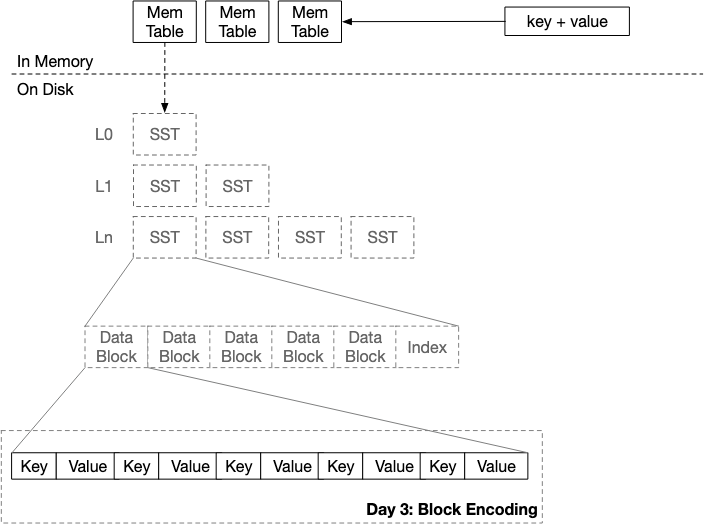 Mem Mem Mem
Table Table Table
key + value
In Memory
On Disk
L0 SST
L1 SST SST
Ln SST SST SST SST
Data Data Data Data Data
Block Block Block Block Block Index
Key Value Key Value Key Value Key Value Key Value
Day 3: Block Encoding